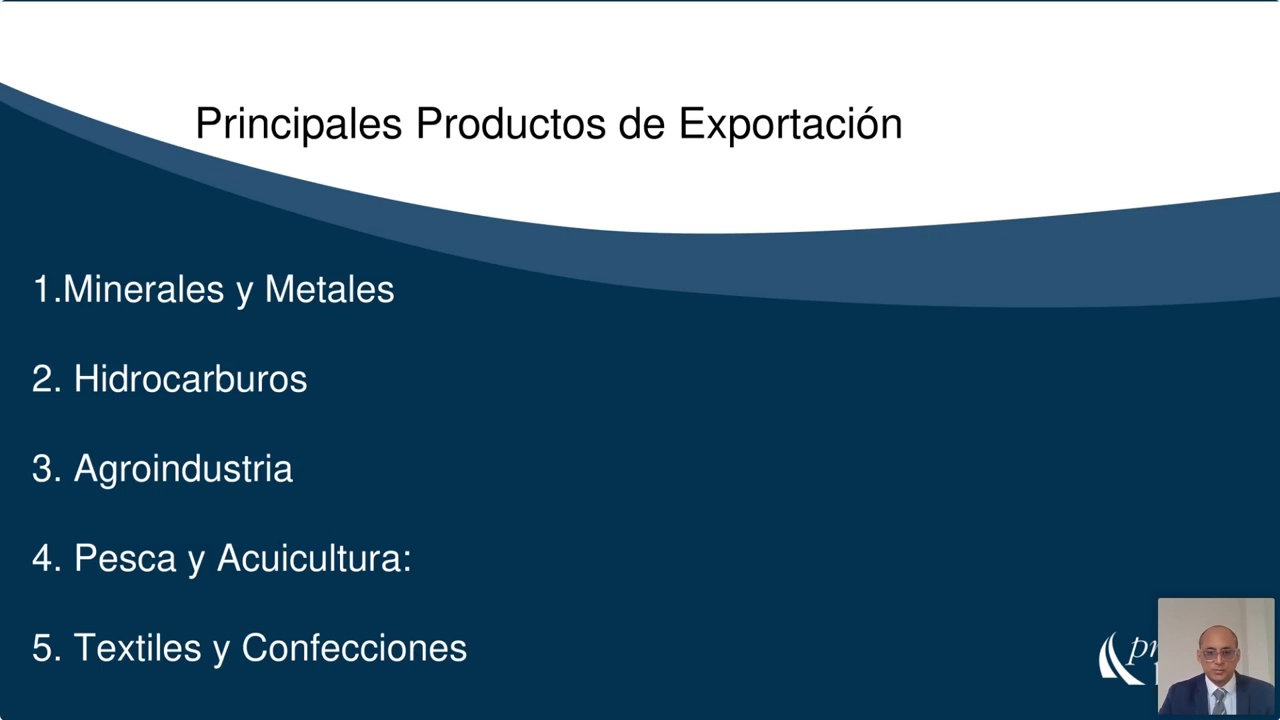 Principales Productos de Exportación
1.Minerales y Metales
2. Hidrocarburos
3. Agroindustria
4. Pesca y Acuicultura:
5. Textiles y Confecciones